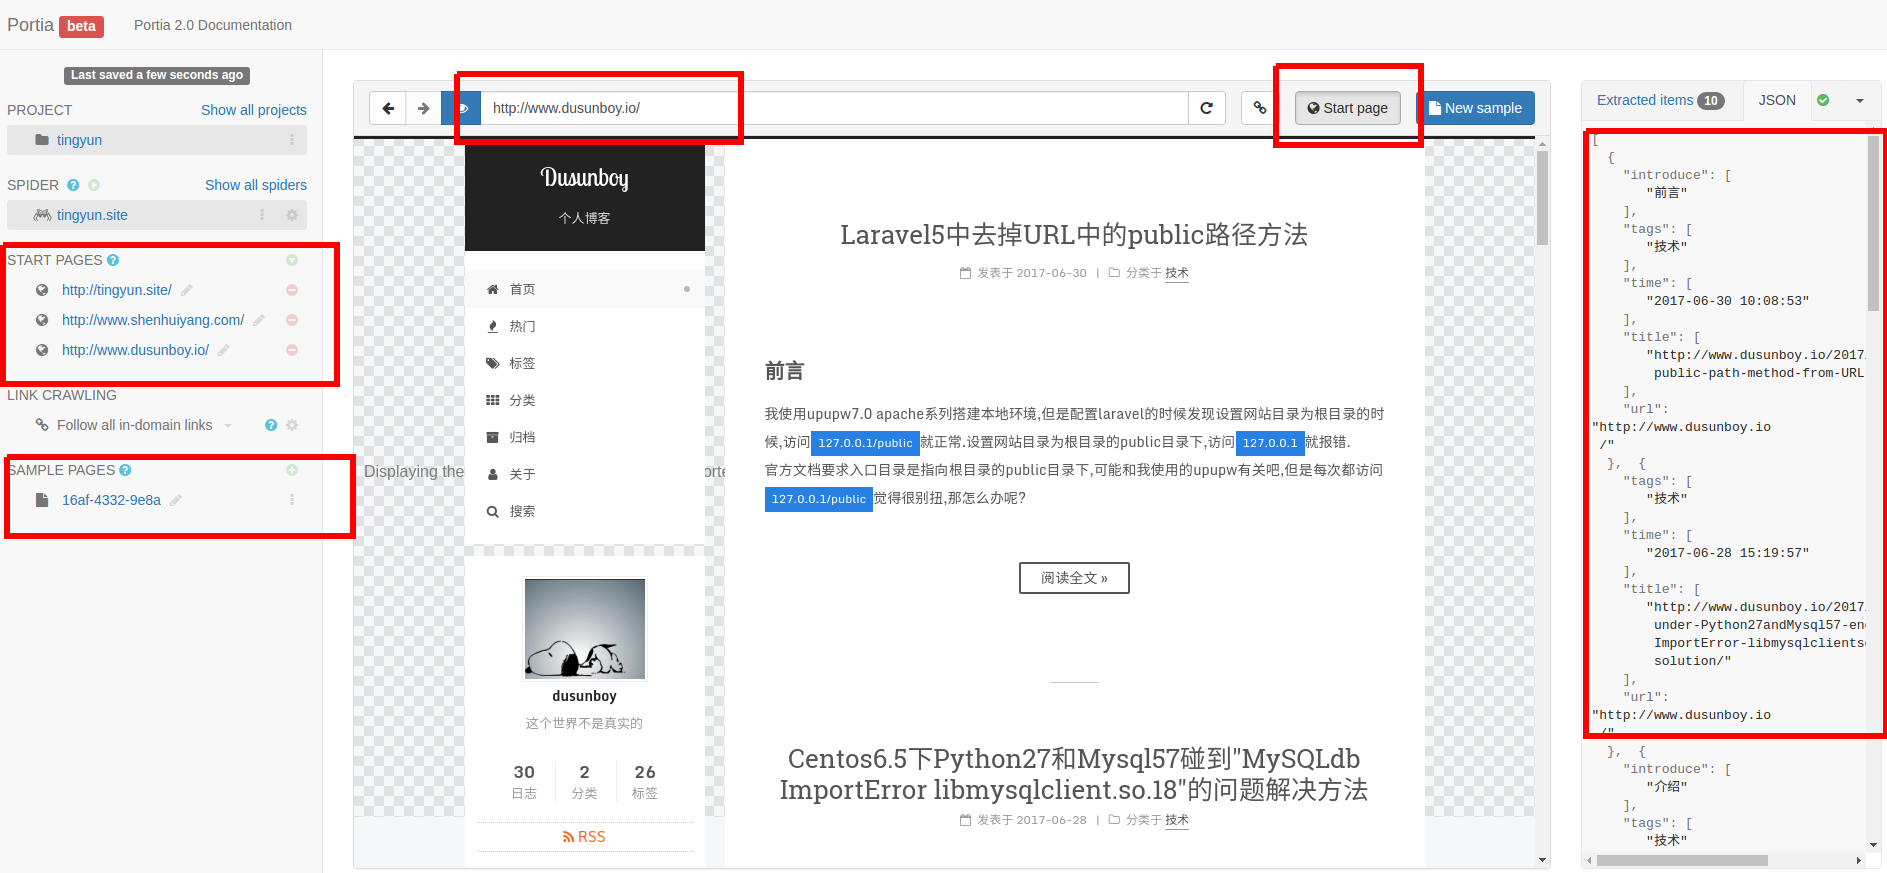 Portia beta Portia 2.0 Documentation
Last saved a few seconds ago
PROJECT Show all projects
tingyun
SPIDER Show all spiders
tingyun.site
START PAGES
http://tingyun.site/
http://www.shenhuiyang.com/
http://www.dusunboy.io/
LINK CRAWLING
Follow all in-domain links
SAMPLE PAGES
16af-4332-9e8a
http://www.dusunboy.io/
Start page
New sample
Displaying the
orte
Dusunboy
个人博客
首页
热门
标签
分类
归档
关于
搜索
dusunboy
这个世界不是真实的
30 2 26
日志 分类 标签
RSS
Laravel5中去掉URL中的public路径方法
发表于 2017-06-30 | 分类于 技术
前言
我使用upupw7.0 apache系列搭建本地环境,但是配置laravel的时候发现设置网站目录为根目录的时
候,访问 127.0.0.1/public 就正常.设置网站目录为根目录的public目录下,访问 127.0.0.1 就报错.
官方文档要求入口目录是指向根目录的public目录下,可能和我使用的upupw有关吧,但是每次都访问
127.0.0.1/public 觉得很别扭,那怎么办呢?
阅读全文 »
Centos6.5下Python27和Mysql57碰到"MySQLdb
ImportError libmysqlclient.so.18"的问题解决方法
发表于 2017-06-28 | 分类于 技术
Extracted items 10 JSON
[
{
"introduce": [
"前言"
],
"tags": [
"技术"
],
"time": [
"2017-06-30 10:08:53"
],
"title": [
"http://www.dusunboy.io/2017/
public-path-method-from-URL
],
"url":
"http://www.dusunboy.io
/"
}, {
"tags": [
"技术"
],
"time": [
"2017-06-28 15:19:57"
],
"title": [
"http://www.dusunboy.io/2017/
under-Python27andMysql57-en
ImportError-libmysqlclients
solution/"
],
"url":
"http://www.dusunboy.io
/"
}, {
"introduce": [
"介绍"
],
"tags": [
"技术"